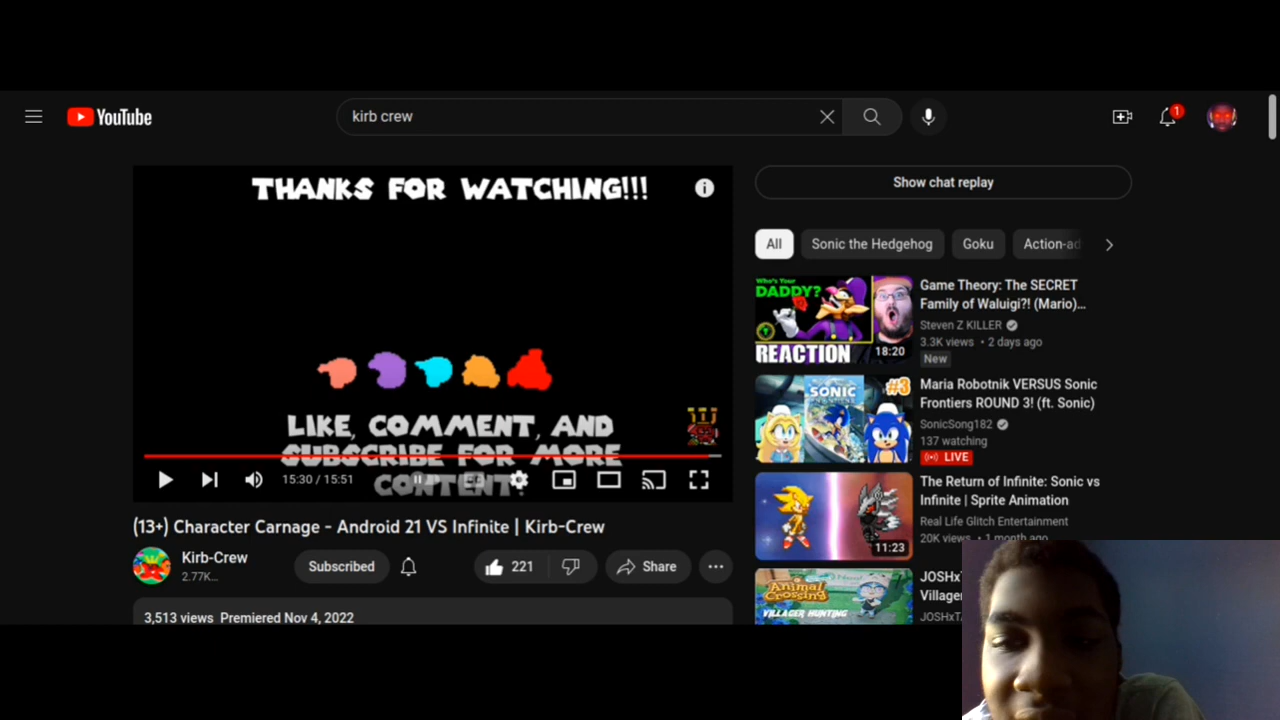 YouTube
kirb crew
1
THANKS FOR WATCHING!!!
LIKE, COMMENT, AND
SUBSCRIBE FOR MORE
CONTENT!
15:30 / 15:51
(13+) Character Carnage - Android 21 VS Infinite | Kirb-Crew
Kirb-Crew
2.77K...
Subscribed
221
Share
3,513 views Premiered Nov 4, 2022
Show chat replay
All
Sonic the Hedgehog
Goku
Action-ad
DADDY?
REACTION
18:20
Game Theory: The SECRET
Family of Waluigi?! (Mario)...
Steven Z KILLER
3.3K views • 2 days ago
New
#3
SONIC
Maria Robotnik VERSUS Sonic
Frontiers ROUND 3! (ft. Sonic)
SonicSong182
137 watching
LIVE
11:23
The Return of Infinite: Sonic vs
Infinite | Sprite Animation
Real Life Glitch Entertainment
20K views • 1 month ago
Animal
Crossing
VILLAGER HUNTING